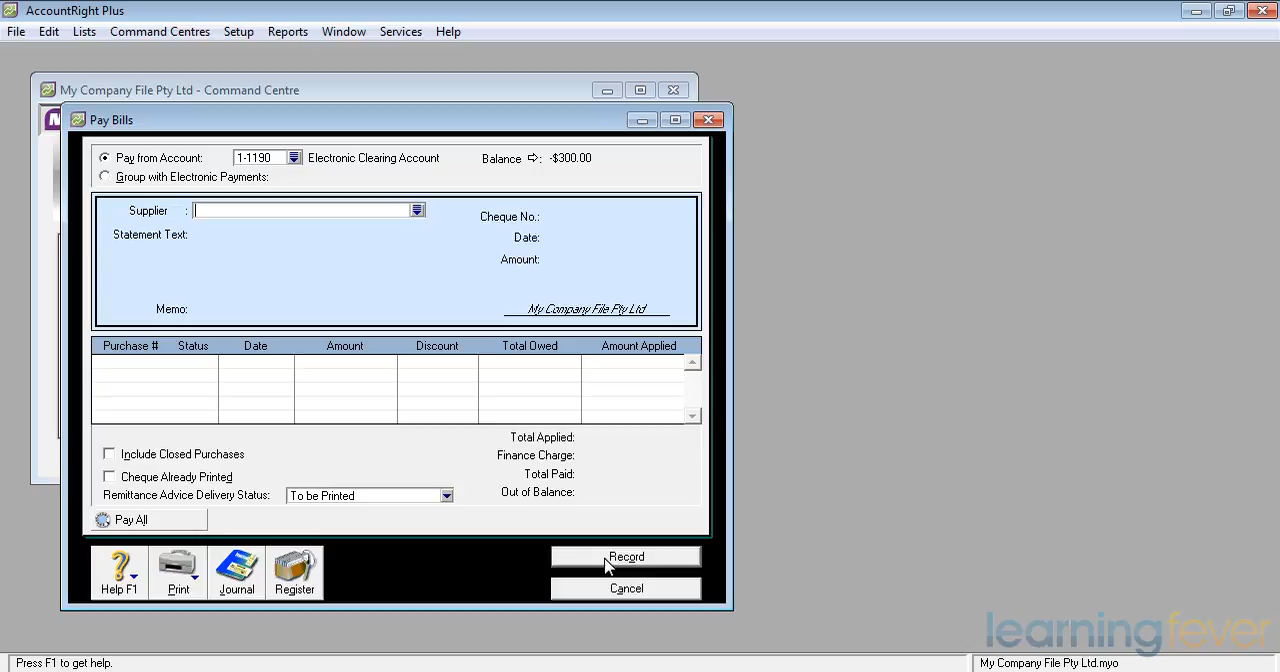 AccountRight Plus
File Edit Lists Command Centres Setup Reports Window Services Help
My Company File Pty Ltd - Command Centre
Pay Bills
Pay from Account: 1-1190 Electronic Clearing Account Balance : -$300.00
Group with Electronic Payments:
Supplier :
Cheque No.:
Statement Text:
Date:
Amount:
Memo:
My Company File Pty Ltd
Purchase # Status Date Amount Discount Total Owed Amount Applied
Total Applied:
Include Closed Purchases
Finance Charge:
Cheque Already Printed
Total Paid:
Remittance Advice Delivery Status: To be Printed
Out of Balance:
Pay All
Record
Help F1 Print Journal Register
Cancel
learningfever
Press F1 to get help.
My Company File Pty Ltd.myo